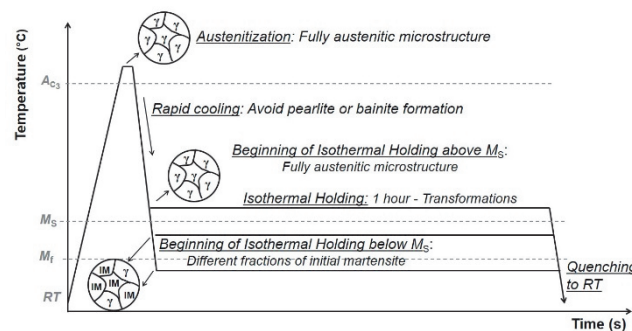 Temperature (°C)
Austenitization: Fully austenitic microstructure
γ γ γ γ γ γ
Ac3
Rapid cooling: Avoid pearlite or bainite formation
Beginning of Isothermal Holding above MS:
Fully austenitic microstructure
γ γ γ γ γ γ
Isothermal Holding: 1 hour - Transformations
MS
Beginning of Isothermal Holding below MS:
Different fractions of initial martensite
Mf
IM γ
IM IM
γ IM
Quenching
to RT
RT
Time (s)